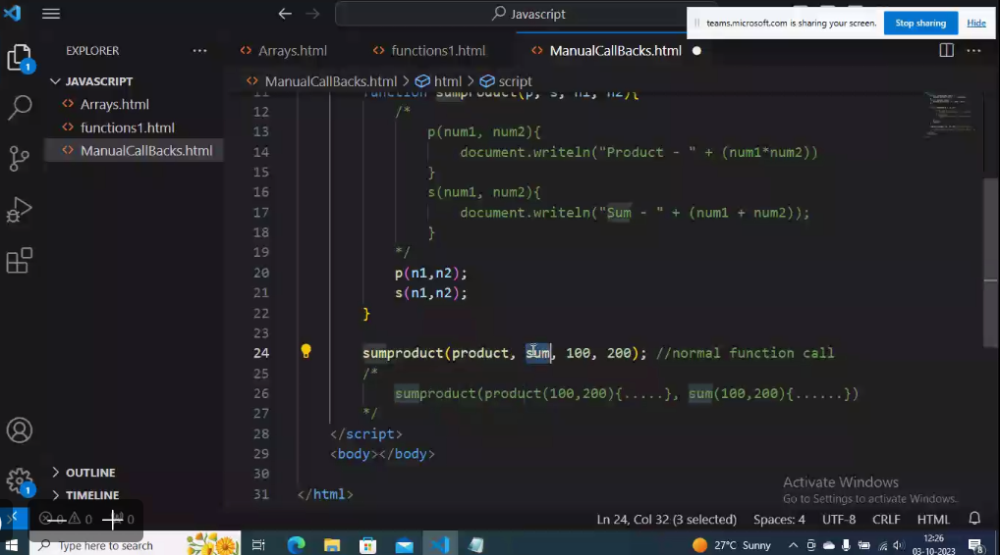 Javascript
teams.microsoft.com is sharing your screen.
Stop sharing
Hide
EXPLORER
Arrays.html
functions1.html
ManualCallBacks.html
JAVASCRIPT
Arrays.html
functions1.html
ManualCallBacks.html
ManualCallBacks.html > html > script
11 function sumproduct(p, s, n1, n2){
12 /*
13 p(num1, num2){
14 document.writeln("Product - " + (num1*num2))
15 }
16 s(num1, num2){
17 document.writeln("Sum - " + (num1 + num2));
18 }
19 */
20 p(n1,n2);
21 s(n1,n2);
22 }
23
24 sumproduct(product, sum, 100, 200); //normal function call
25 /*
26 sumproduct(product(100,200){.....}, sum(100,200){......})
27 */
28 </script>
29 <body></body>
30
31 </html>
OUTLINE
TIMELINE
Activate Windows
Go to Settings to activate Windows.
0 0 0
Ln 24, Col 32 (3 selected)
Spaces: 4
UTF-8
CRLF
HTML
Type here to search
27°C Sunny
12:26
03-10-2023